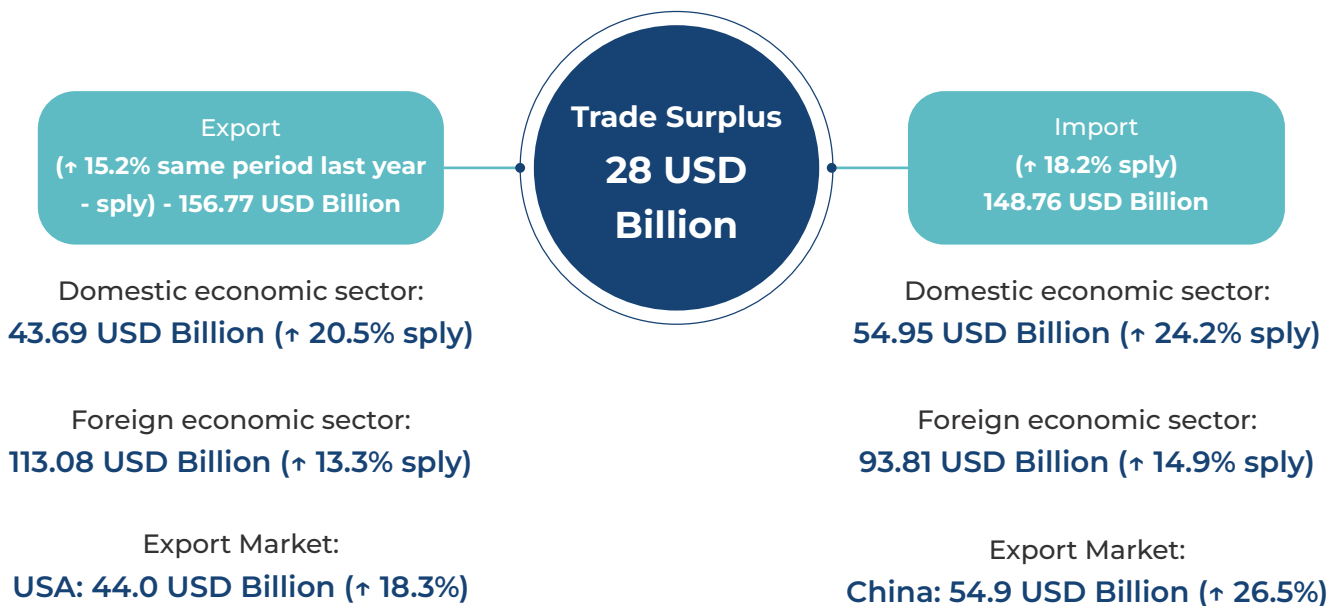 Export
(↑ 15.2% same period last year
- sply) - 156.77 USD Billion
Domestic economic sector:
43.69 USD Billion (↑ 20.5% sply)
Foreign economic sector:
113.08 USD Billion (↑ 13.3% sply)
Export Market:
USA: 44.0 USD Billion (↑ 18.3%)
Trade Surplus
28 USD
Billion
Import
(↑ 18.2% sply)
148.76 USD Billion
Domestic economic sector:
54.95 USD Billion (↑ 24.2% sply)
Foreign economic sector:
93.81 USD Billion (↑ 14.9% sply)
Export Market:
China: 54.9 USD Billion (↑ 26.5%)